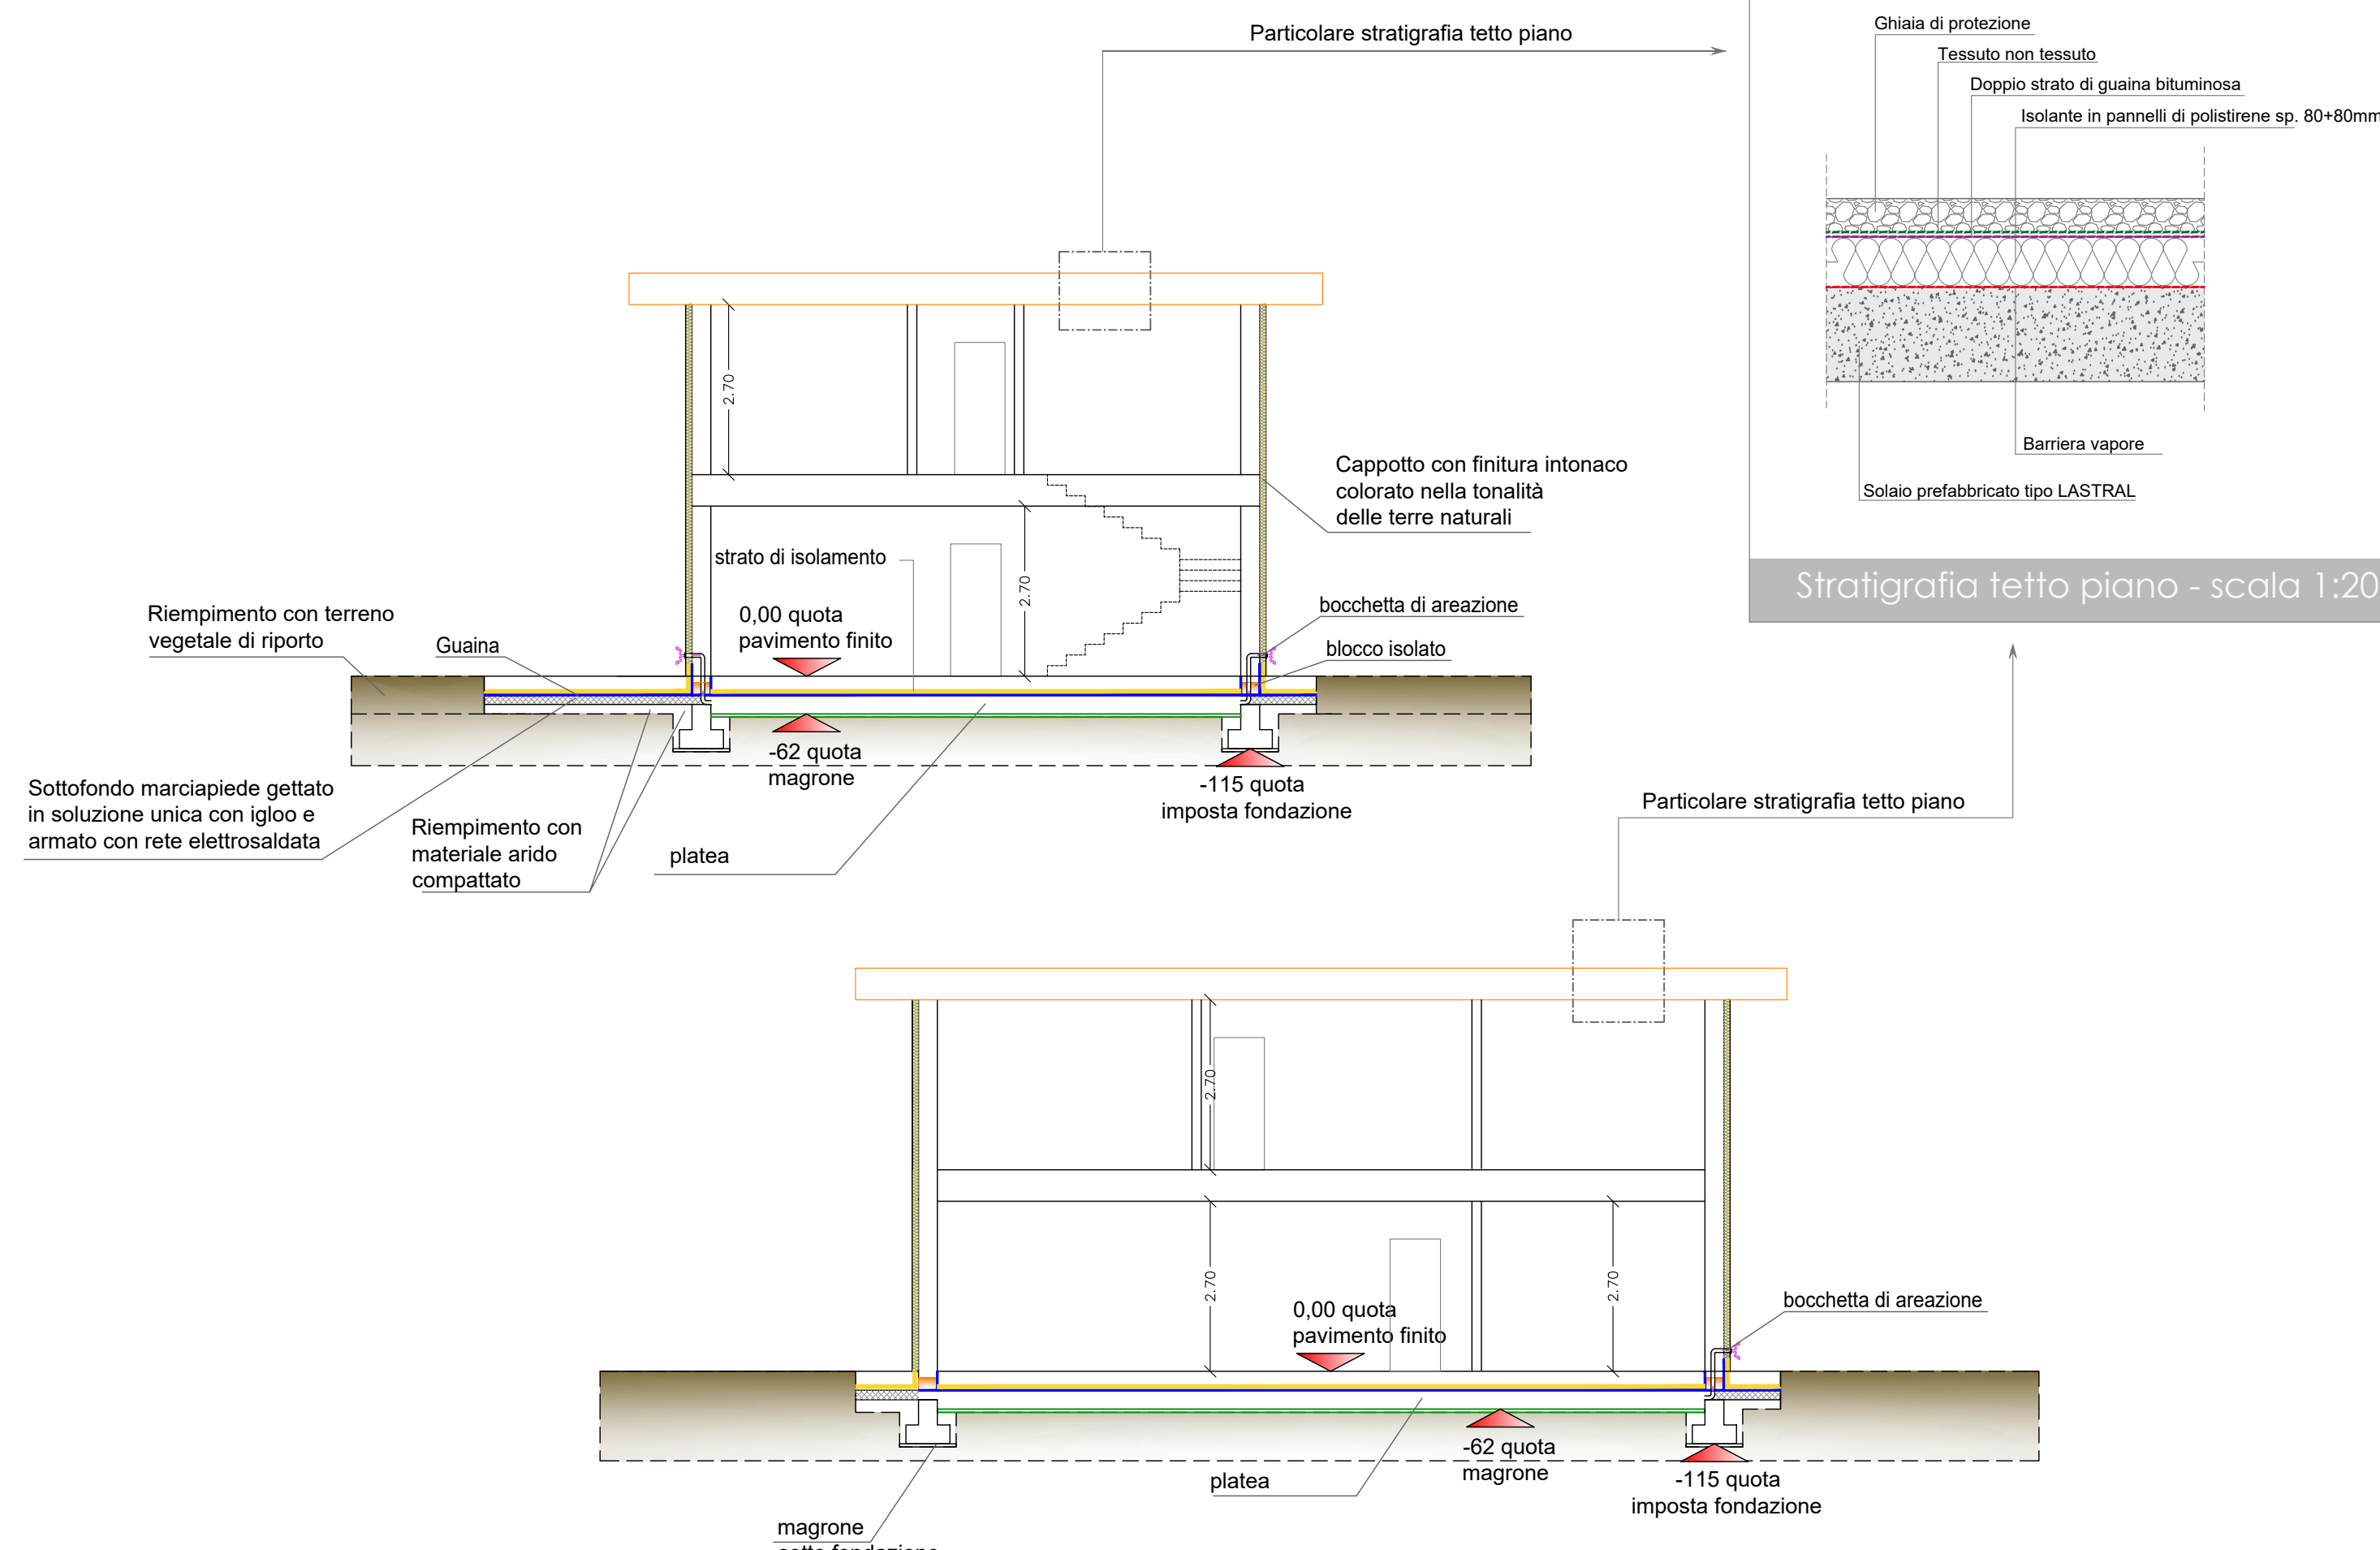 Particolare stratigrafia tetto piano
Ghiaia di protezione
Tessuto non tessuto
Doppio strato di guaina bituminosa
Isolante in pannelli di polistirene sp. 80+80mm
Barriera vapore
Solaio prefabbricato tipo LASTRAL
Stratigrafia tetto piano - scala 1:20
2.70
Cappotto con finitura intonaco
colorato nella tonalità
delle terre naturali
strato di isolamento
2.70
0,00 quota
pavimento finito
bocchetta di areazione
blocco isolato
Riempimento con terreno
vegetale di riporto
Guaina
-62 quota
magrone
-115 quota
imposta fondazione
Sottofondo marciapiede gettato
in soluzione unica con igloo e
armato con rete elettrosaldata
Riempimento con
materiale arido
compattato
platea
Particolare stratigrafia tetto piano
2.70
2.70
2.70
0,00 quota
pavimento finito
bocchetta di areazione
-62 quota
magrone
-115 quota
imposta fondazione
platea
magrone
sotto fondazione